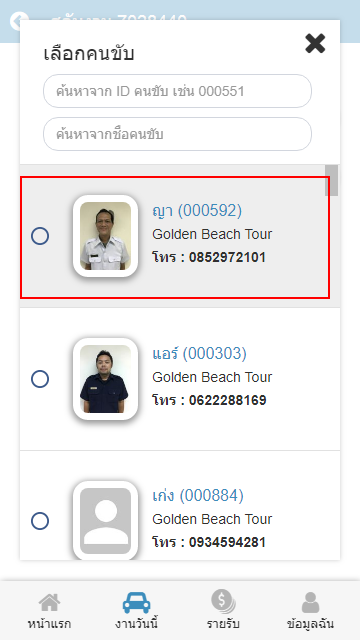 เลือกคนขับ
ค้นหาจาก ID คนขับ เช่น 000551
ค้นหาจากชื่อคนขับ
ญา (000592)
Golden Beach Tour
โทร : 0852972101
แอร์ (000303)
Golden Beach Tour
โทร : 0622288169
เก่ง (000884)
Golden Beach Tour
โทร : 0934594281
หน้าแรก
งานวันนี้
รายรับ
ข้อมูลฉัน